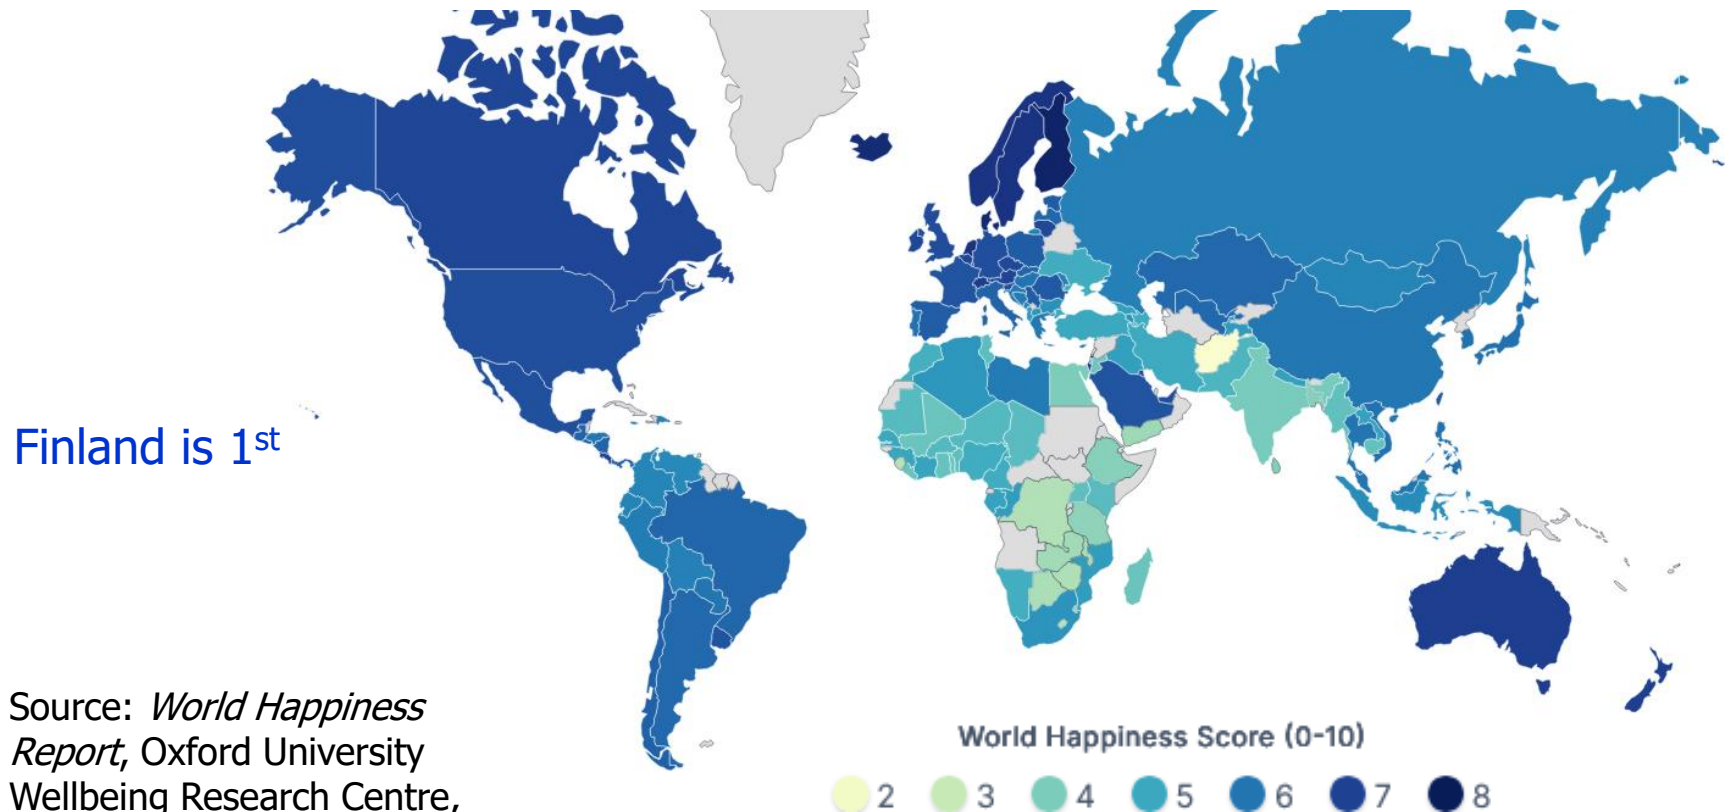 Finland is 1st
Source: World Happiness
Report, Oxford University
Wellbeing Research Centre,
World Happiness Score (0-10)
2 3 4 5 6 7 8